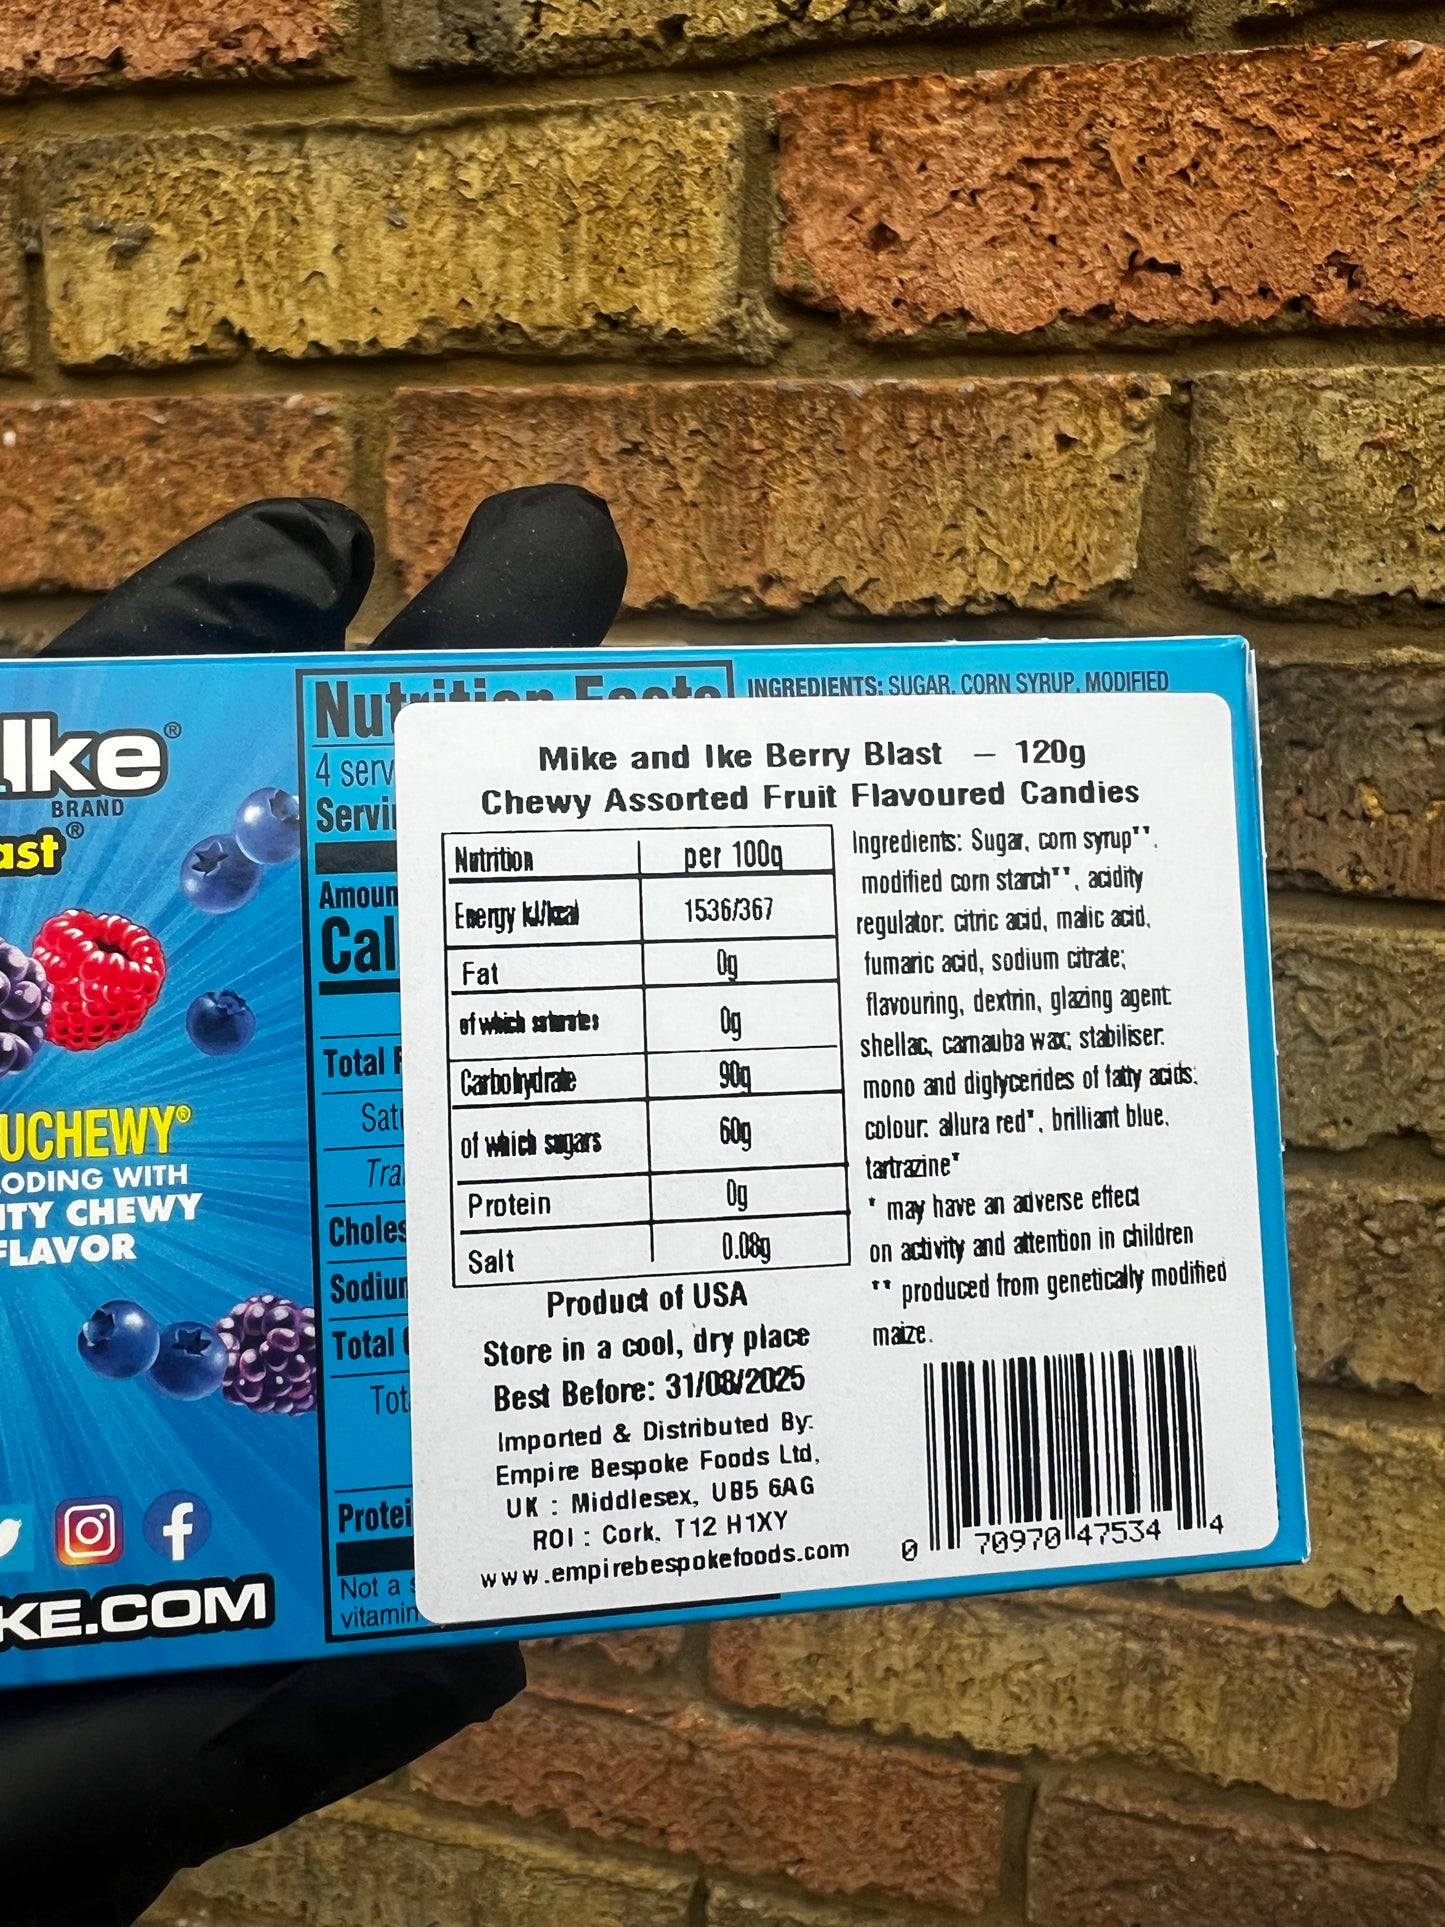 Ike®
BRAND
ast®
UCHEWY®
ODING WITH
ITY CHEWY
FLAVOR
KE.COM
Nutrition Facts
4 serv
Servi
Amoun
Cal
Total F
Sat
Tra
Choles
Sodiu
Total
Tot
Protei
Not a s
vitamin
INGREDIENTS: SUGAR, CORN SYRUP, MODIFIED
Mike and Ike Berry Blast – 120g
Chewy Assorted Fruit Flavoured Candies
Nutrition per 100g
Energy kJ/kcal 1536/367
Fat 0g
of which saturates 0g
Carbohydrate 90g
of which sugars 60g
Protein 0g
Salt 0.08g
Product of USA
Store in a cool, dry place
Best Before: 31/08/2025
Imported & Distributed By:
Empire Bespoke Foods Ltd,
UK : Middlesex, UB5 6AG
ROI : Cork, T12 H1XY
www.empirebespokefoods.com
Ingredients: Sugar, corn syrup**,
modified corn starch**, acidity
regulator: citric acid, malic acid,
fumaric acid, sodium citrate;
flavouring, dextrin, glazing agent:
shellac, carnauba wax; stabiliser:
mono and diglycerides of fatty acids;
colour: allura red*, brilliant blue,
tartrazine*
* may have an adverse effect
on activity and attention in children
** produced from genetically modified
maize.
0 70970 47534 4